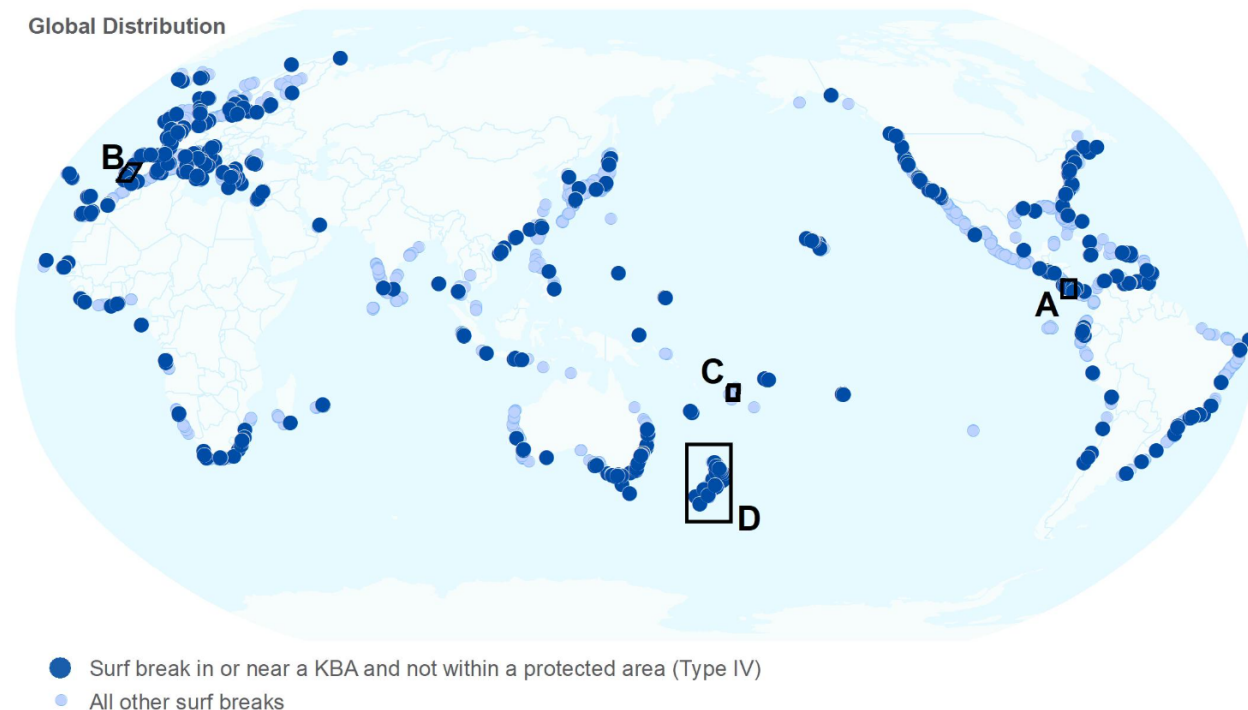 Global Distribution
B
A
C
D
Surf break in or near a KBA and not within a protected area (Type IV)
All other surf breaks